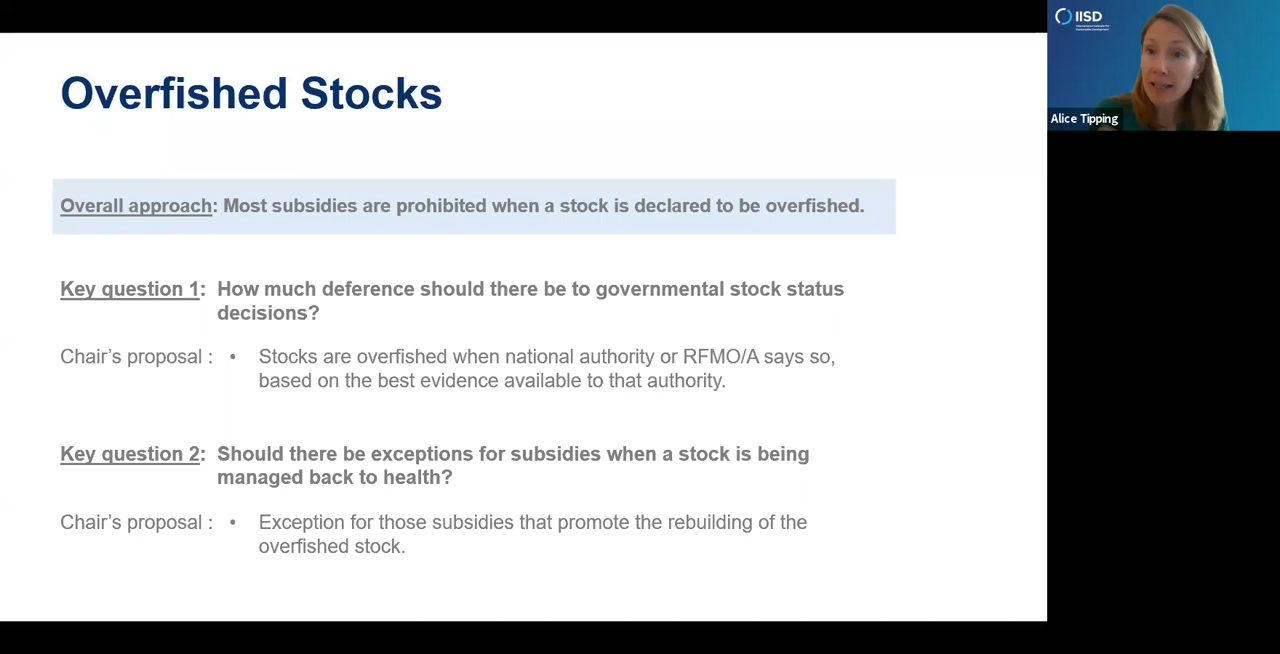 Overfished Stocks
Overall approach: Most subsidies are prohibited when a stock is declared to be overfished.
Key question 1: How much deference should there be to governmental stock status
decisions?
Chair's proposal : • Stocks are overfished when national authority or RFMO/A says so,
based on the best evidence available to that authority.
Key question 2: Should there be exceptions for subsidies when a stock is being
managed back to health?
Chair's proposal : • Exception for those subsidies that promote the rebuilding of the
overfished stock.
IISD
Alice Tipping